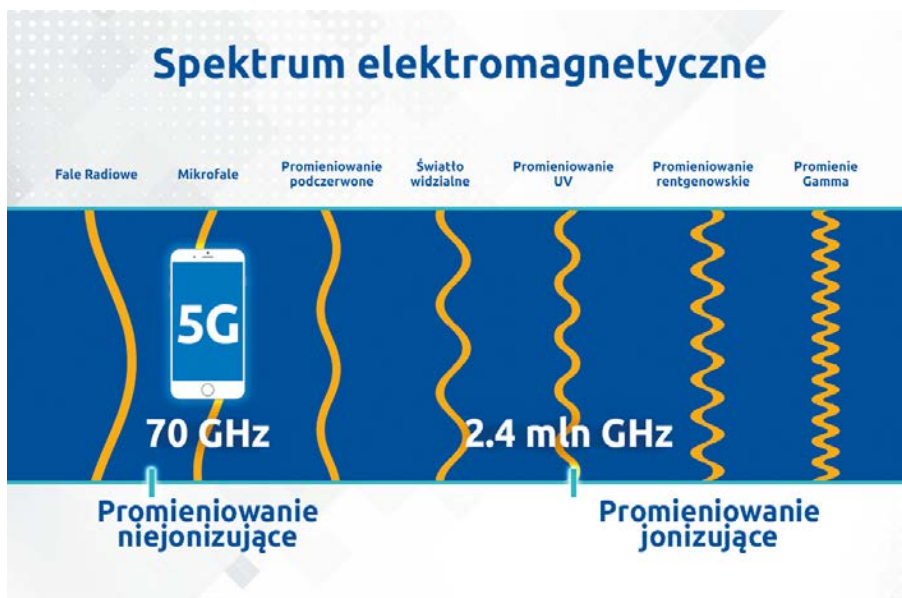 Spektrum elektromagnetyczne
Fale Radiowe
Mikrofale
Promieniowanie
podczerwone
Światło
widzialne
Promieniowanie
UV
Promieniowanie
rentgenowskie
Promienie
Gamma
5G
70 GHz
2.4 mln GHz
Promieniowanie
niejonizujące
Promieniowanie
jonizujące